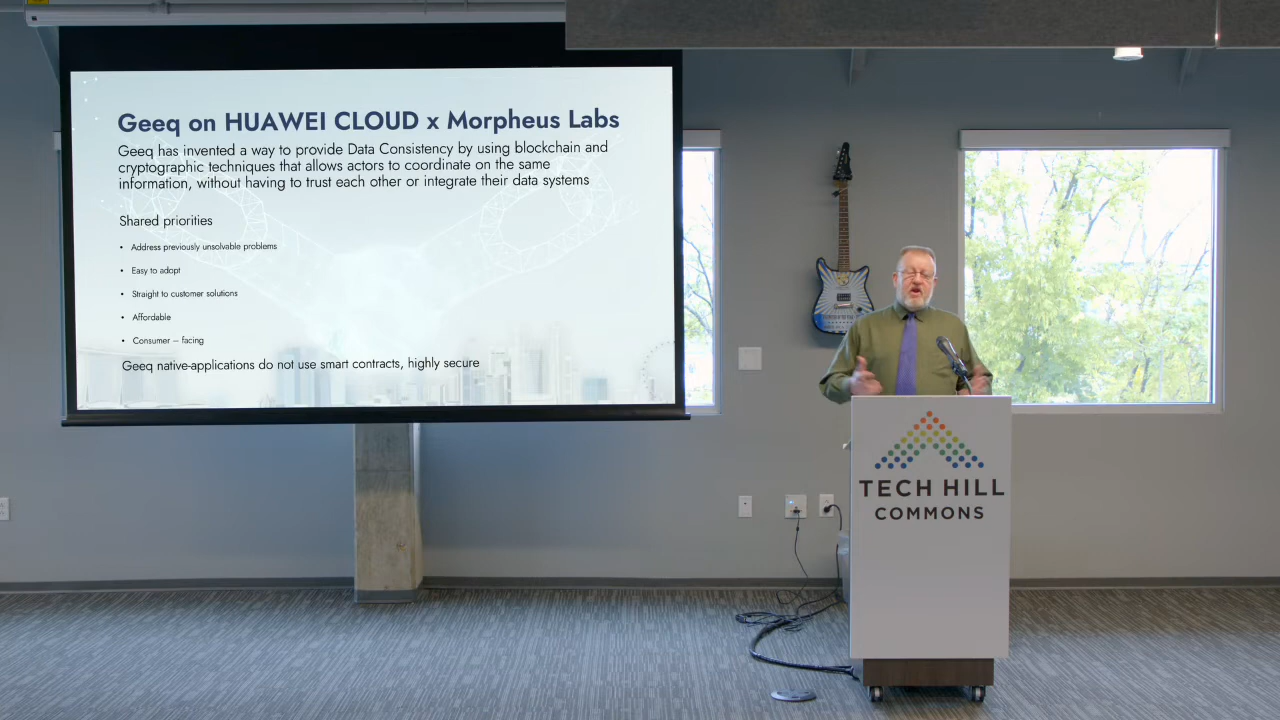 Geeq on HUAWEI CLOUD x Morpheus Labs
Geeq has invented a way to provide Data Consistency by using blockchain and
cryptographic techniques that allows actors to coordinate on the same
information, without having to trust each other or integrate their data systems
Shared priorities
• Address previously unsolvable problems
• Easy to adopt
• Straight to customer solutions
• Affordable
• Consumer – facing
Geeq native-applications do not use smart contracts, highly secure
TECH HILL
COMMONS